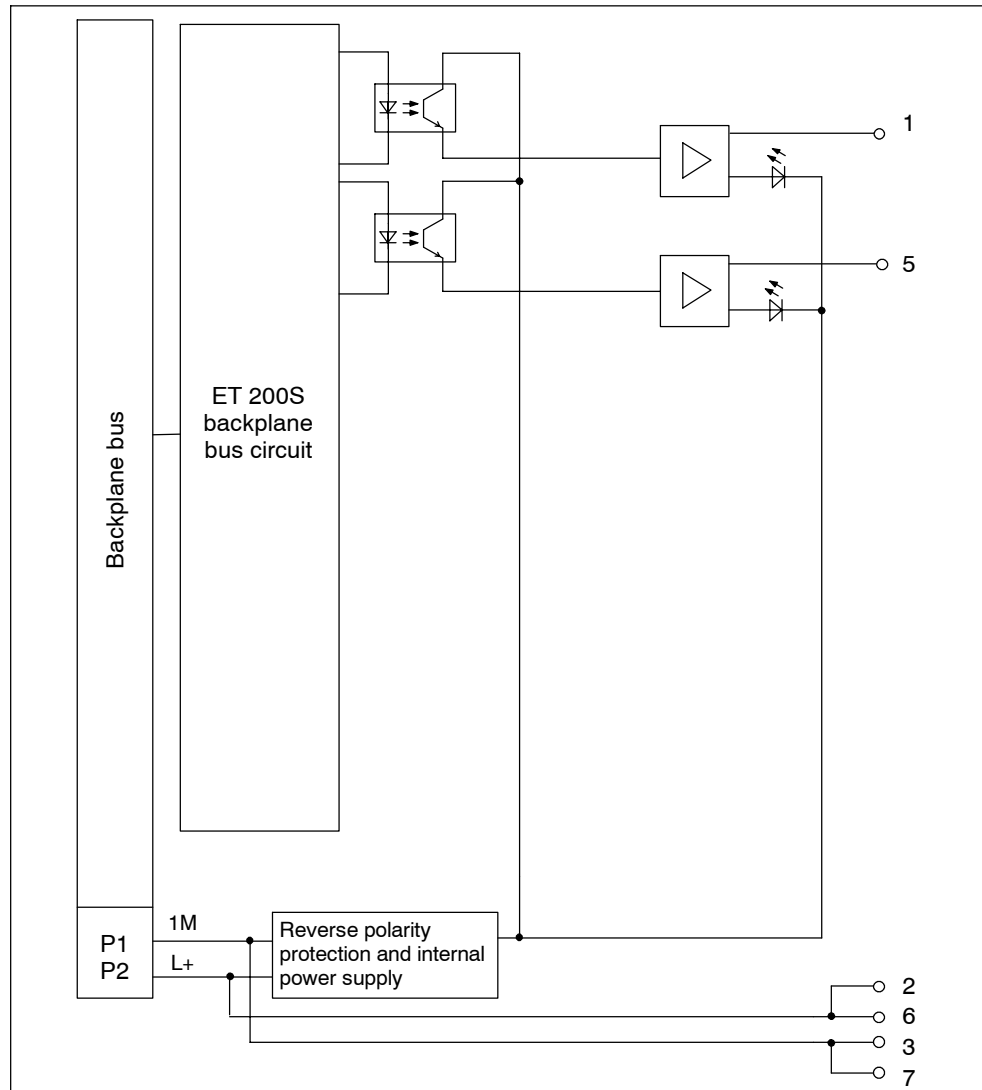 1
5
ET 200S
backplane
bus circuit
Backplane bus
1M
P1
P2
L+
Reverse polarity
protection and internal
power supply
2
6
3
7